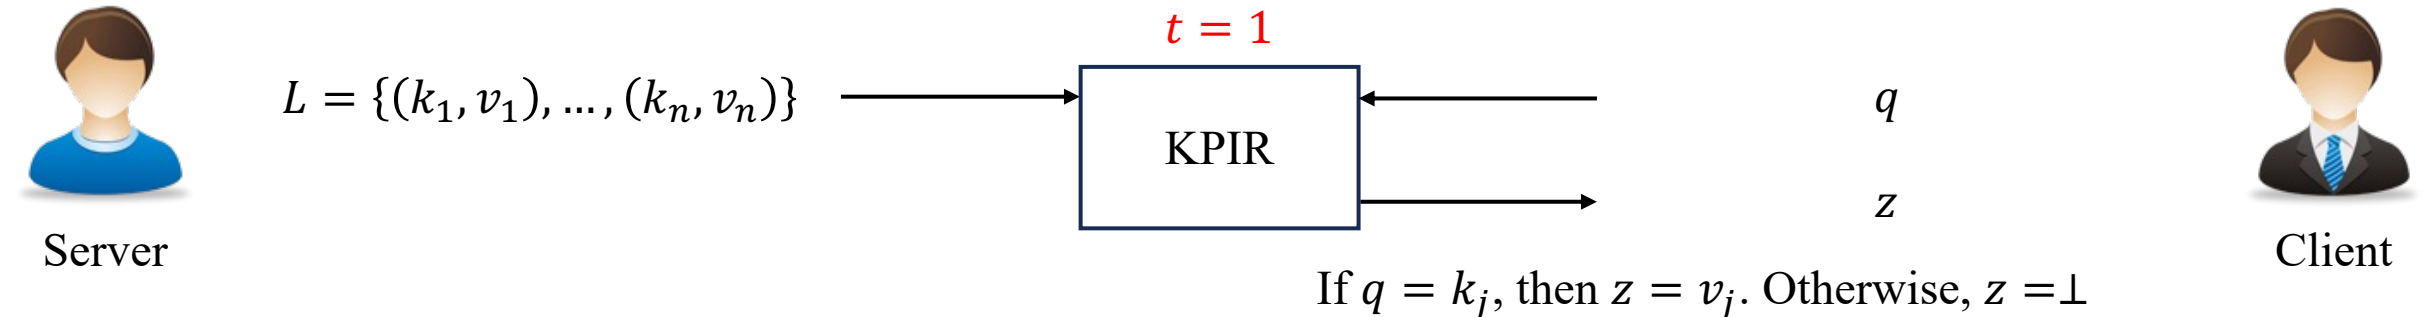 t = 1
L = {(k₁, v₁), … , (kₙ, vₙ)}
q
KPIR
z
Server
Client
If q = kⱼ, then z = vⱼ. Otherwise, z =⊥